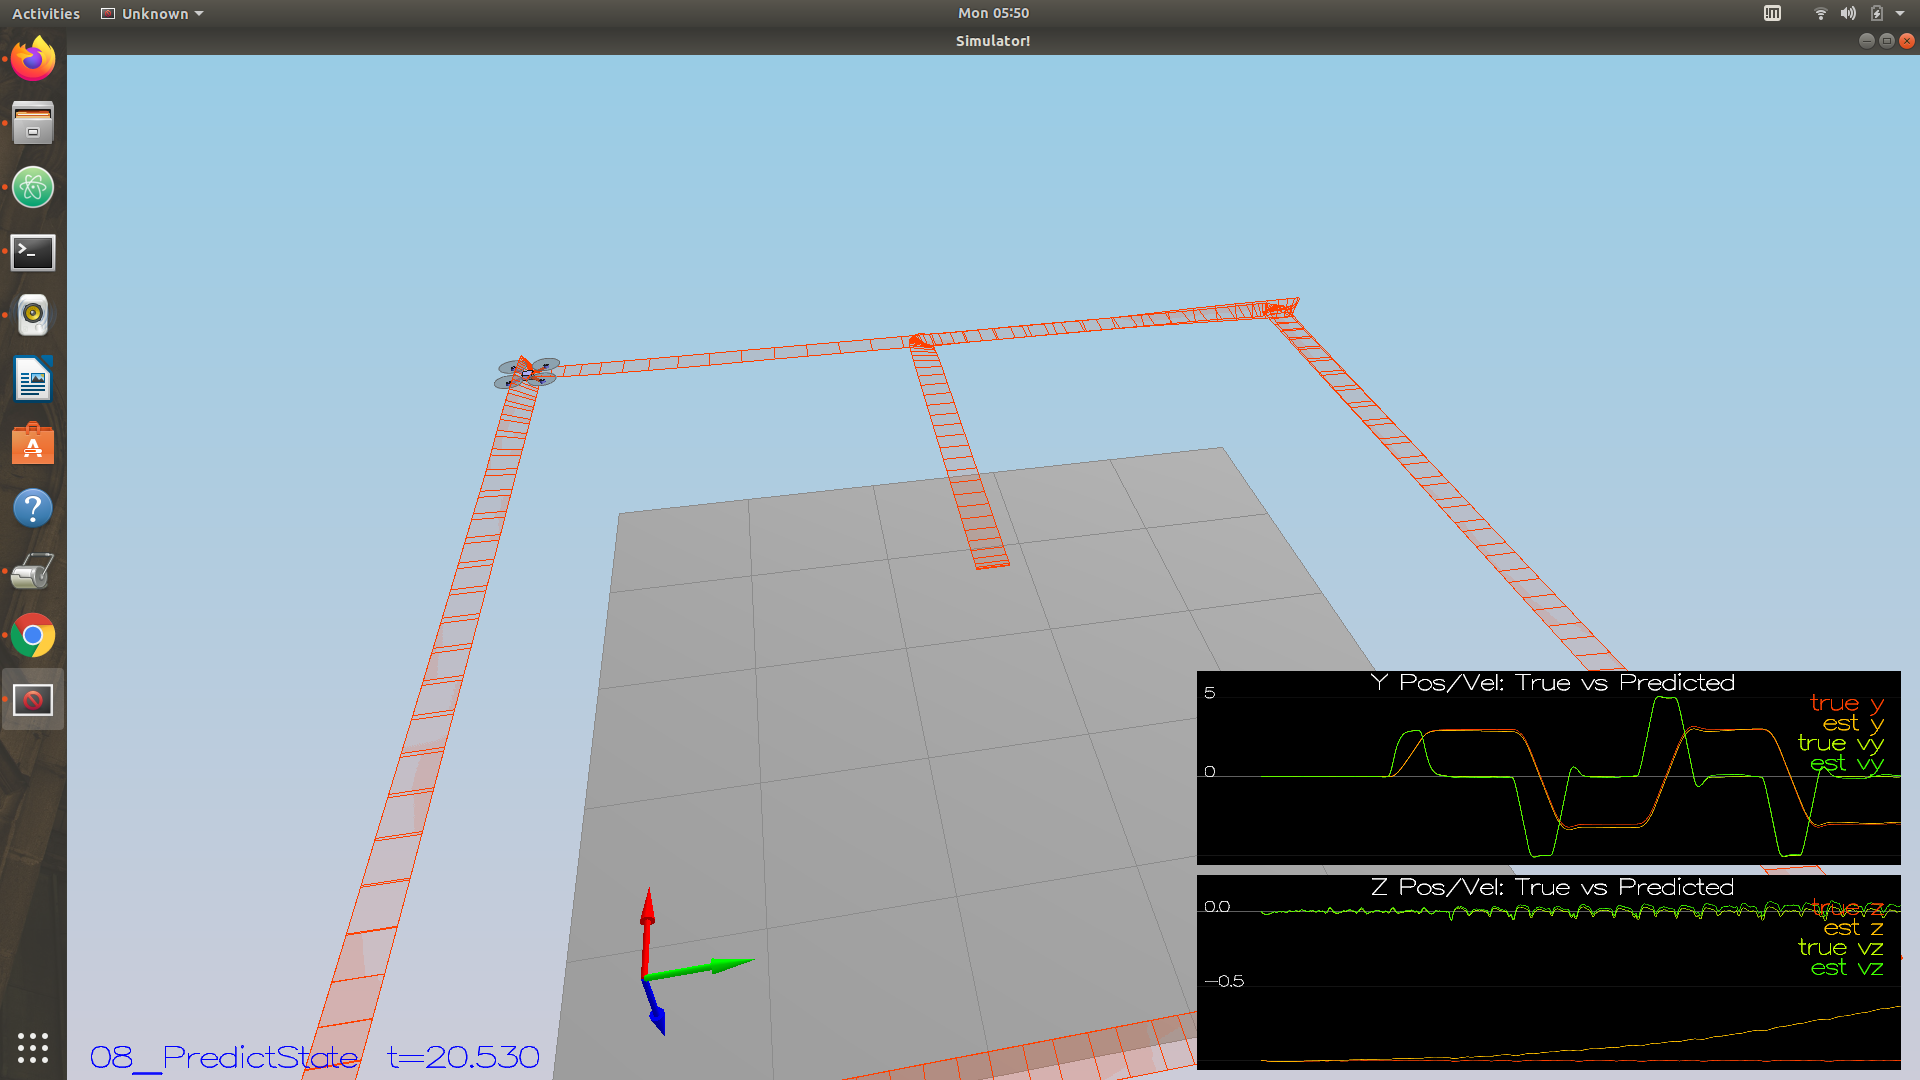 Activities
Unknown
Mon 05:50
Simulator!
Y Pos/Vel: True vs Predicted
5
true y
est y
true vy
est vy
0
Z Pos/Vel: True vs Predicted
0.0
true z
est z
true vz
est vz
-0.5
08_PredictState t=20.530